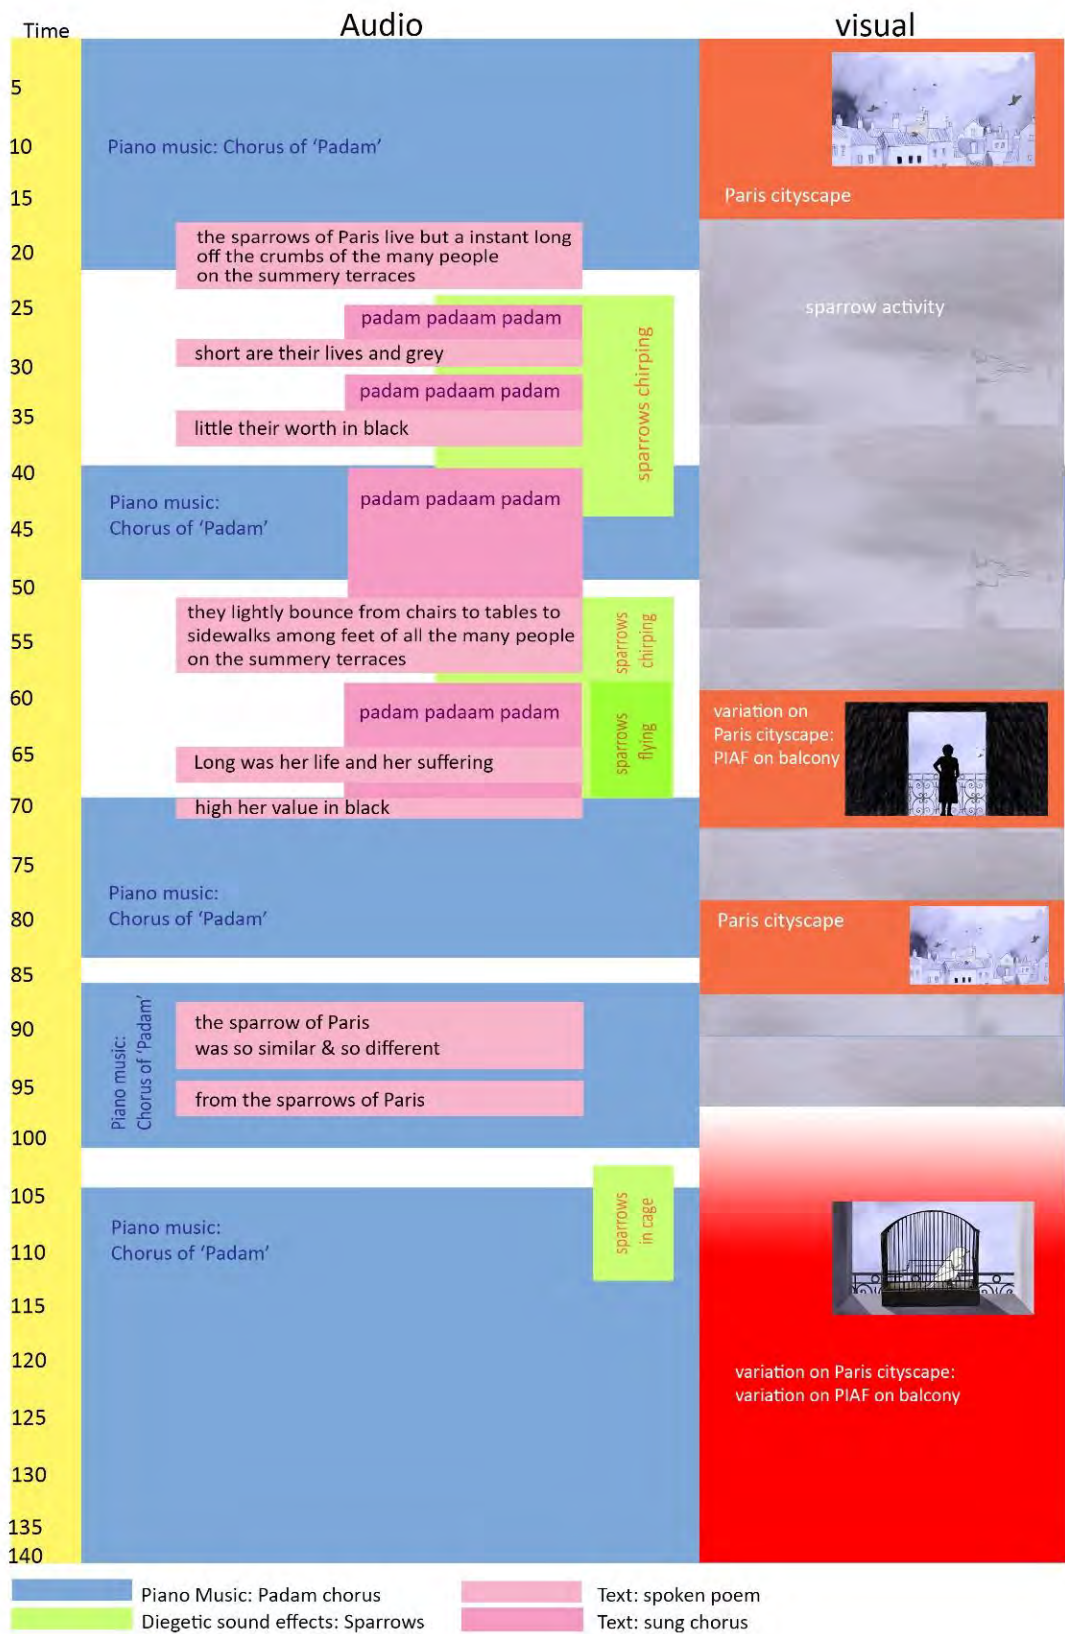 Time
Audio
visual
5
10
15
20
25
30
35
40
45
50
55
60
65
70
75
80
85
90
95
100
105
110
115
120
125
130
135
140
Piano music: Chorus of ‘Padam’
the sparrows of Paris live but a instant long
off the crumbs of the many people
on the summery terraces
padam padaam padam
short are their lives and grey
padam padaam padam
little their worth in black
sparrows chirping
Piano music:
Chorus of ‘Padam’
padam padaam padam
they lightly bounce from chairs to tables to
sidewalks among feet of all the many people
on the summery terraces
sparrows
chirping
padam padaam padam
sparrows
flying
Long was her life and her suffering
high her value in black
Piano music:
Chorus of ‘Padam’
Piano music:
Chorus of ‘Padam’
the sparrow of Paris
was so similar & so different
from the sparrows of Paris
sparrows
in cage
Piano music:
Chorus of ‘Padam’
Paris cityscape
sparrow activity
variation on
Paris cityscape:
PIAF on balcony
Paris cityscape
variation on Paris cityscape:
variation on PIAF on balcony
Piano Music: Padam chorus
Diegetic sound effects: Sparrows
Text: spoken poem
Text: sung chorus